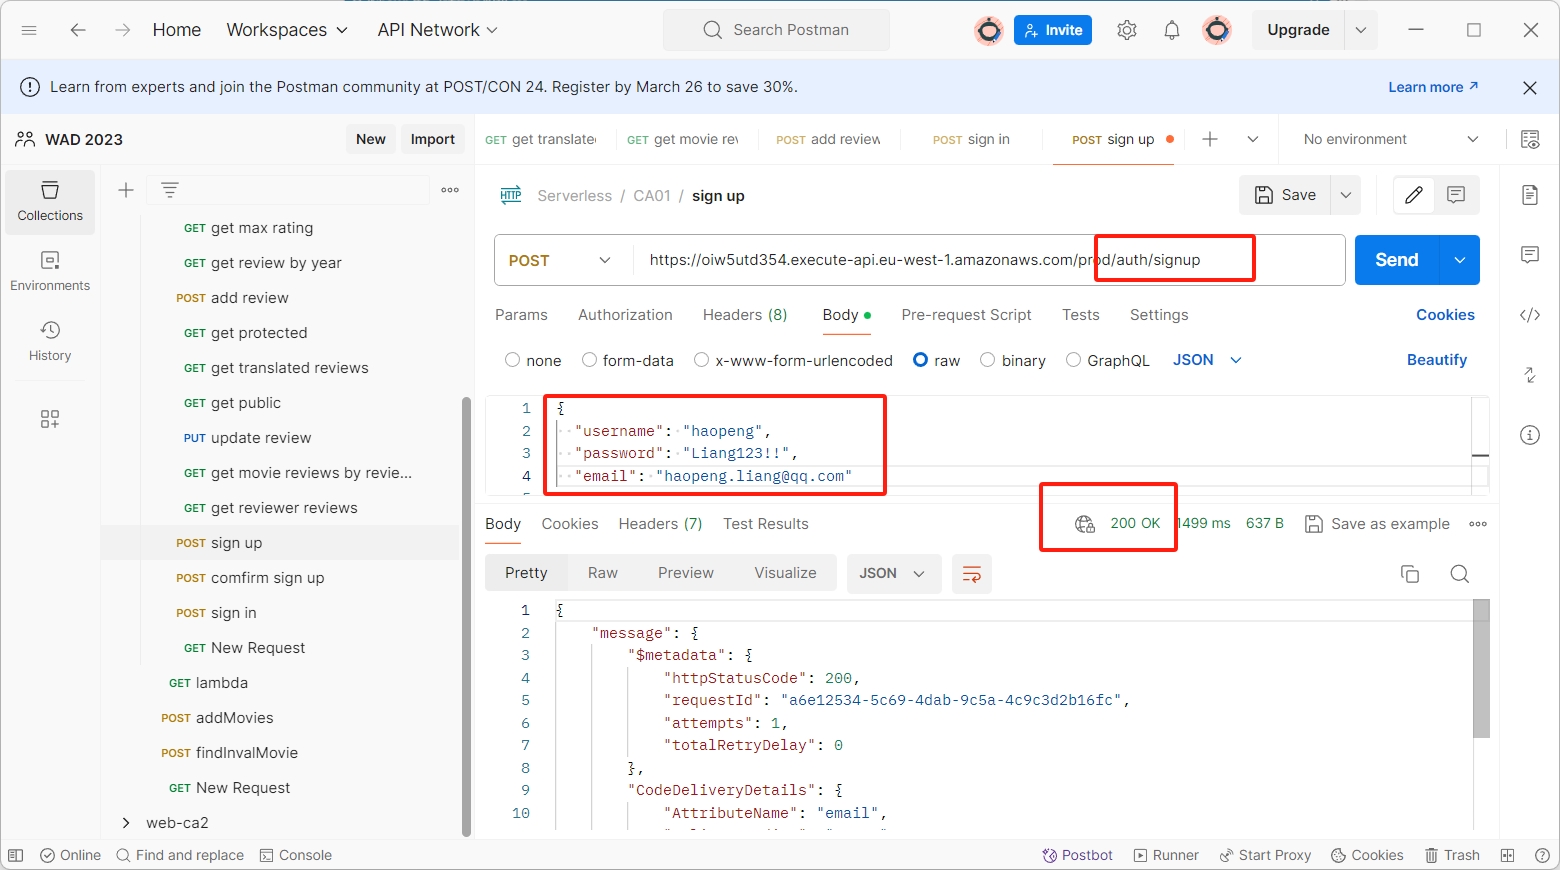 Home Workspaces API Network Search Postman Invite Upgrade
Learn from experts and join the Postman community at POST/CON 24. Register by March 26 to save 30%. Learn more ↗
WAD 2023 New Import GET get translate POST GET get movie rev POST add review POST sign in POST sign up No environment
Collections
Environments
History
GET get max rating
GET get review by year
POST add review
GET get protected
GET get translated reviews
GET get public
PUT update review
GET get movie reviews by revie...
GET get reviewer reviews
POST sign up
POST comfirm sign up
POST sign in
GET New Request
GET lambda
POST addMovies
POST findInvalMovie
GET New Request
web-ca2
HTTP Serverless / CA01 / sign up Save
POST https://oiw5utd354.execute-api.eu-west-1.amazonaws.com/prod/auth/signup Send
Params Authorization Headers (8) Body Pre-request Script Tests Settings Cookies
none form-data x-www-form-urlencoded raw binary GraphQL JSON Beautify
1 {
2 "username": "haopeng",
3 "password": "Liang123!!",
4 "email": "haopeng.liang@qq.com"
Body Cookies Headers (7) Test Results 200 OK 1499 ms 637 B Save as example
Pretty Raw Preview Visualize JSON
1 {
2 "message": {
3 "$metadata": {
4 "httpStatusCode": 200,
5 "requestId": "a6e12534-5c69-4dab-9c5a-4c9c3d2b16fc",
6 "attempts": 1,
7 "totalRetryDelay": 0
8 },
9 "CodeDeliveryDetails": {
10 "AttributeName": "email",
Online Find and replace Console Postbot Runner Start Proxy Cookies Trash